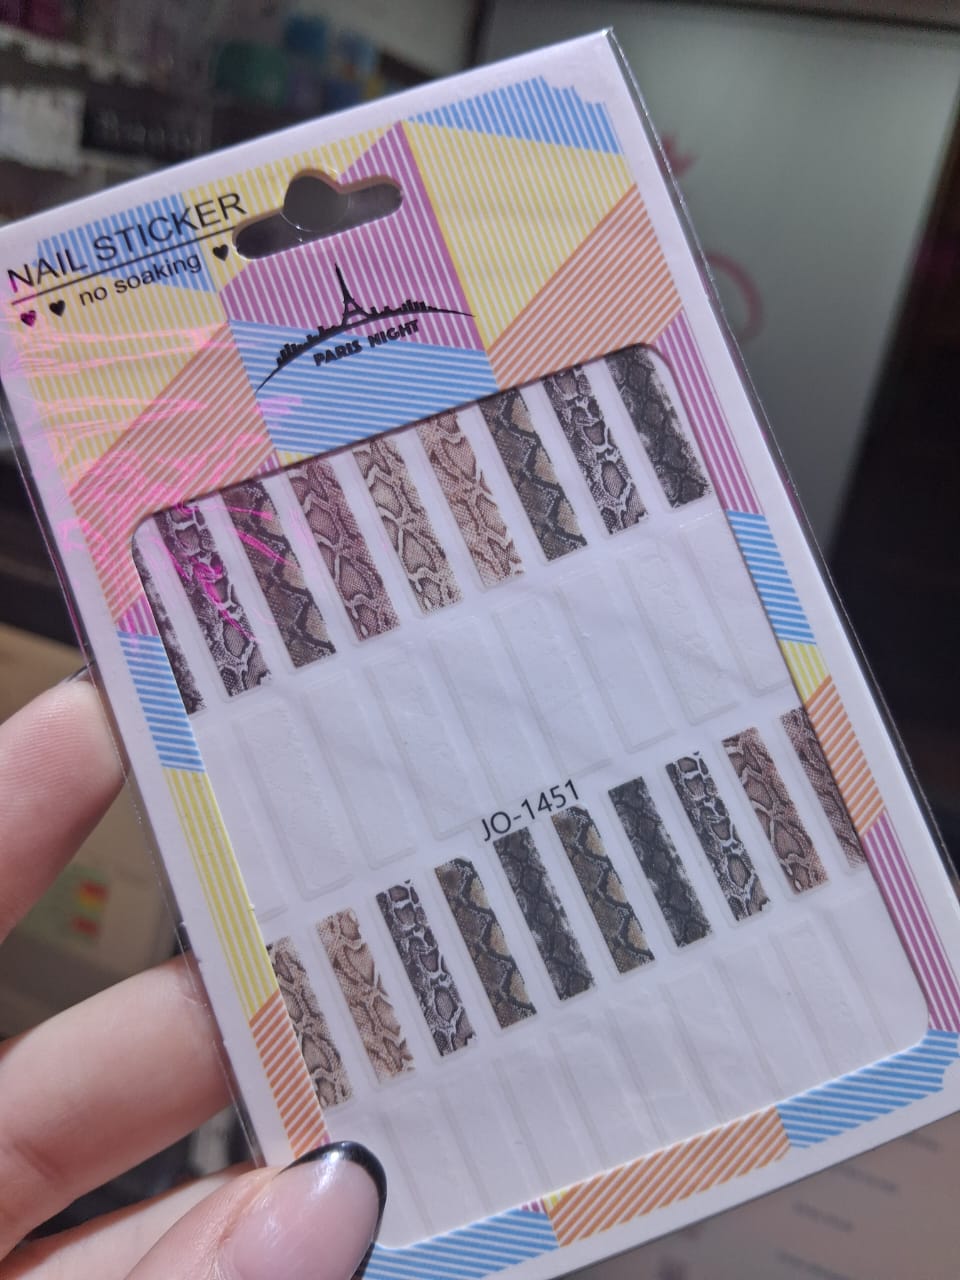 NAIL STICKER
no soaking
PARIS NIGHT
JO-1451